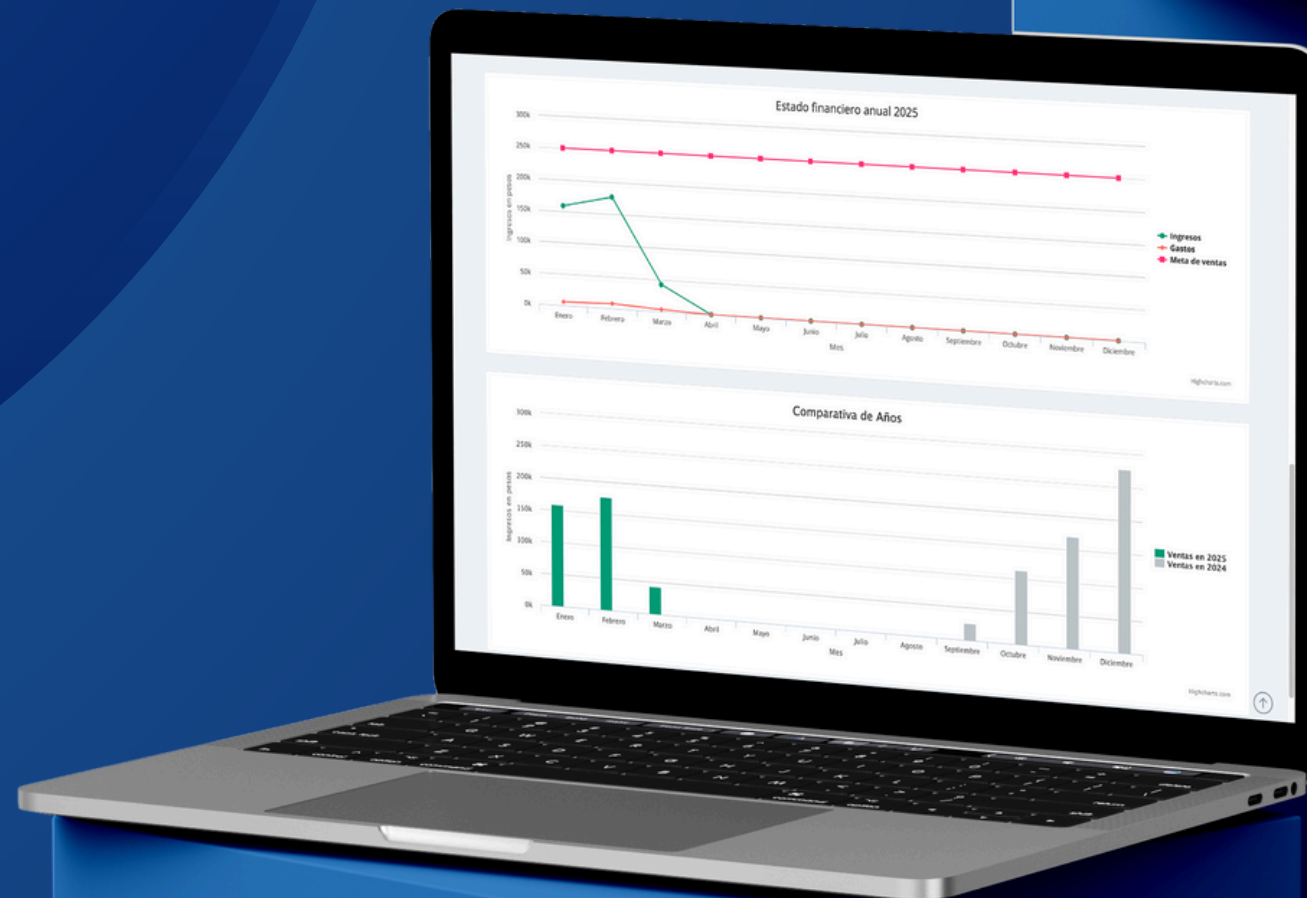 Estado financiero anual 2025
300k
250k
200k
150k
100k
50k
0k
Ingresos en pesos
Enero
Febrero
Marzo
Abril
Mayo
Junio
Julio
Agosto
Septiembre
Octubre
Noviembre
Diciembre
Mes
Ingresos
Gastos
Meta de ventas
Highcharts.com
Comparativa de Años
300k
250k
200k
150k
100k
50k
0k
Ingresos en pesos
Enero
Febrero
Marzo
Abril
Mayo
Junio
Julio
Agosto
Septiembre
Octubre
Noviembre
Diciembre
Mes
Ventas en 2025
Ventas en 2024
Highcharts.com